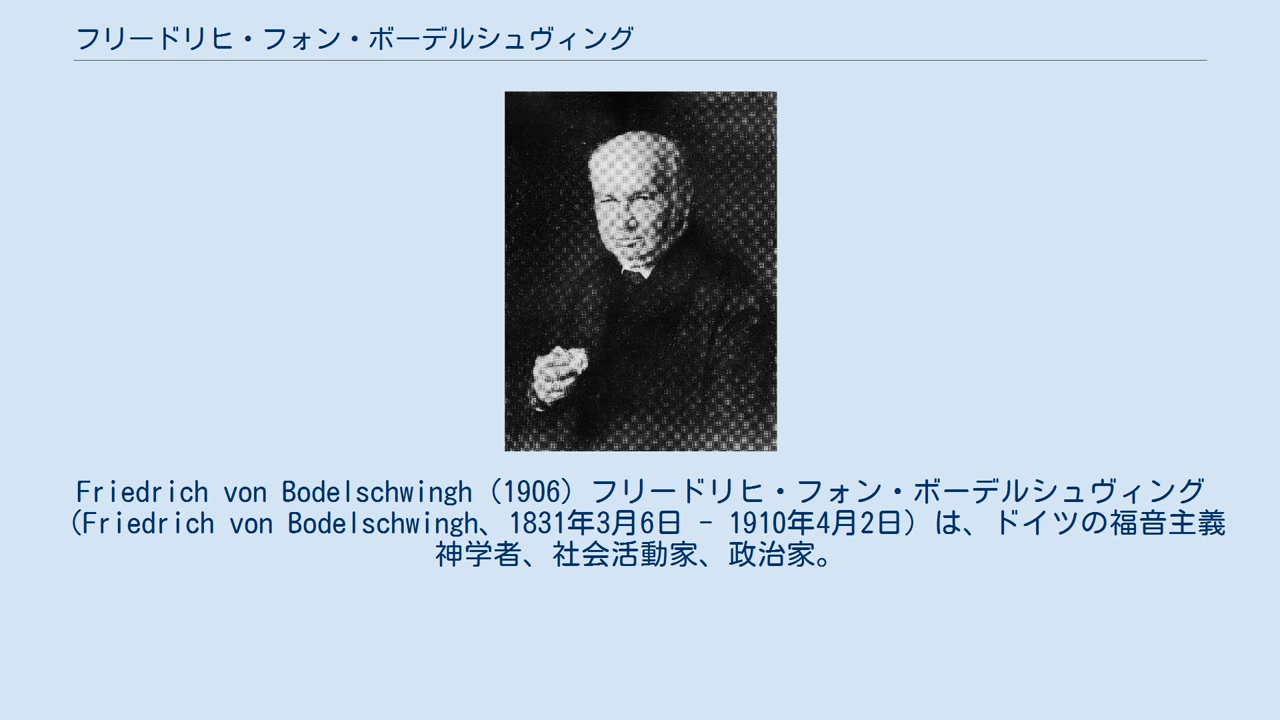 フリードリヒ・フォン・ボーデルシュヴィング
Friedrich von Bodelschwingh (1906) フリードリヒ・フォン・ボーデルシュヴィング
(Friedrich von Bodelschwingh、1831年3月6日 - 1910年4月2日) は、ドイツの福音主義
神学者、社会活動家、政治家。